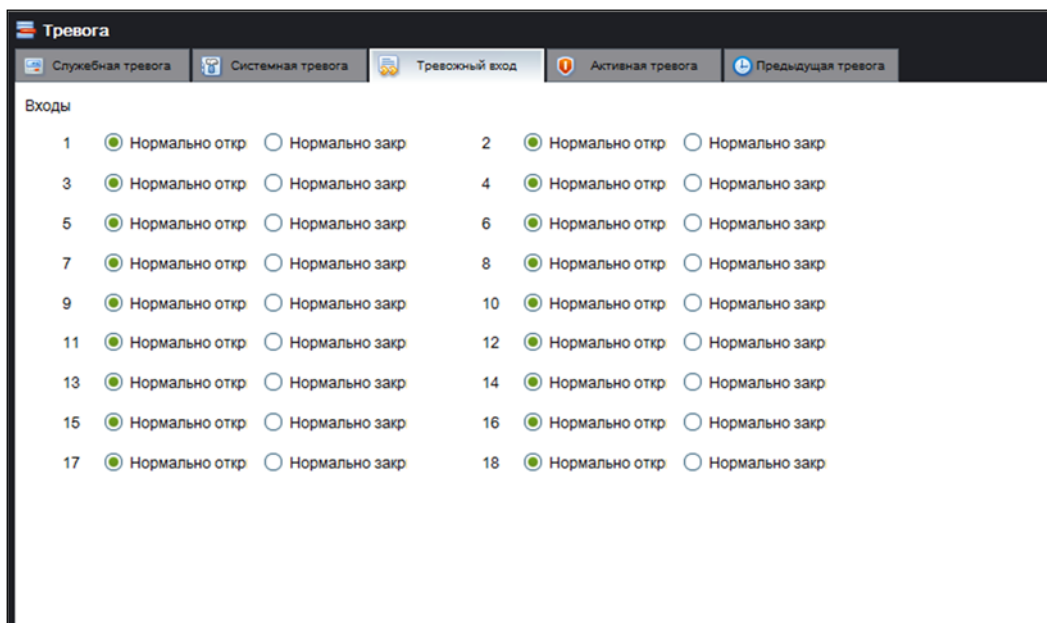 Тревога
Служебная тревога Системная тревога Тревожный вход Активная тревога Предыдущая тревога
Входы
1 Нормально откр Нормально закр 2 Нормально откр Нормально закр
3 Нормально откр Нормально закр 4 Нормально откр Нормально закр
5 Нормально откр Нормально закр 6 Нормально откр Нормально закр
7 Нормально откр Нормально закр 8 Нормально откр Нормально закр
9 Нормально откр Нормально закр 10 Нормально откр Нормально закр
11 Нормально откр Нормально закр 12 Нормально откр Нормально закр
13 Нормально откр Нормально закр 14 Нормально откр Нормально закр
15 Нормально откр Нормально закр 16 Нормально откр Нормально закр
17 Нормально откр Нормально закр 18 Нормально откр Нормально закр